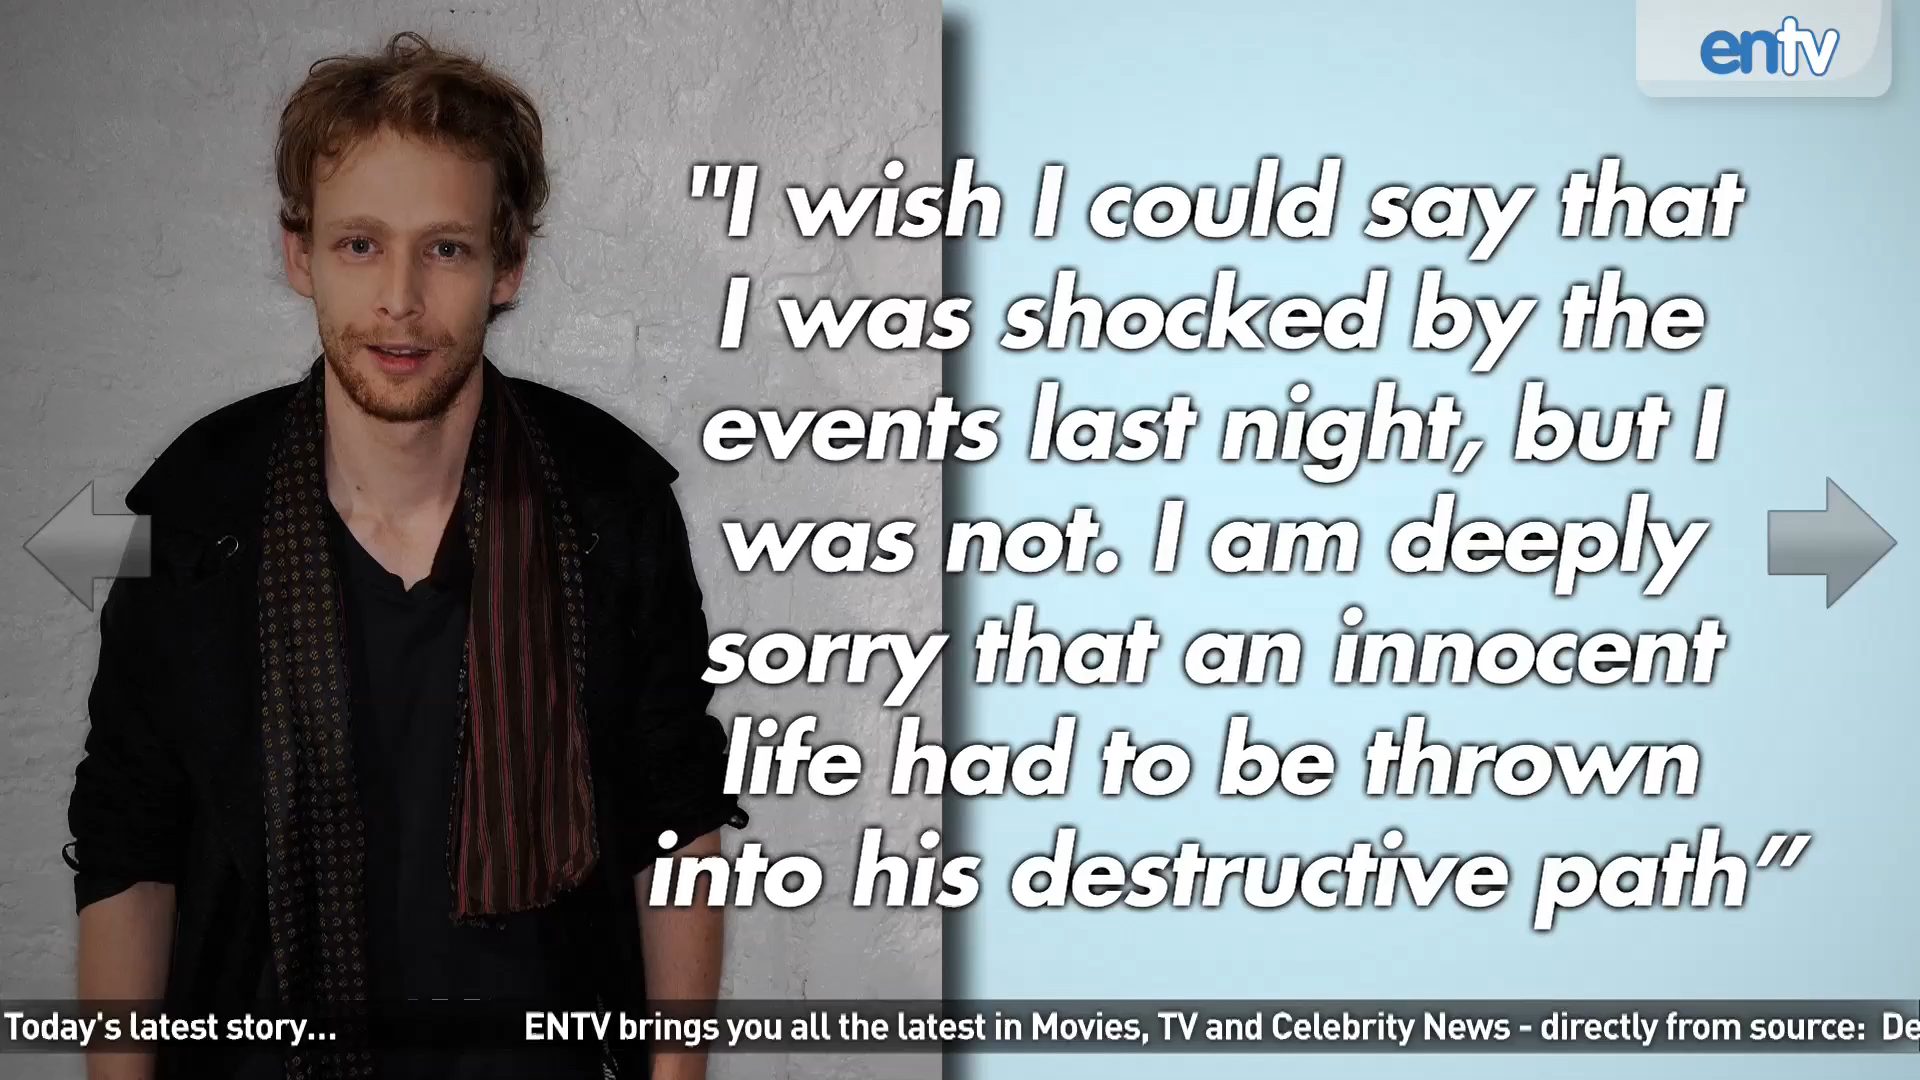 entv
"I wish I could say that
I was shocked by the
events last night, but I
was not. I am deeply
sorry that an innocent
life had to be thrown
into his destructive path”
Today's latest story... ENTV brings you all the latest in Movies, TV and Celebrity News - directly from source: De